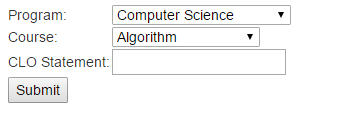 Program: Computer Science
Course: Algorithm
CLO Statement:
Submit